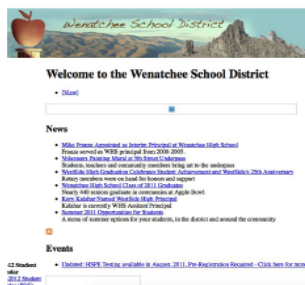 Wenatchee School District
Welcome to the Wenatchee School District
[View]
News
Mike Franza Appointed as Interim Principal at Wenatchee High School
Franza served as WHS principal from 2000-2005.
Volunteers Painting Mural at 5th Street Underpass
Students, teachers and community members bring art to the underpass
WestSide High Graduation Celebrates Student Achievement and WestSide's 25th Anniversary
Rotary members were on hand for honors and support
Wenatchee High School Class of 2011 Graduates
Nearly 440 seniors graduate in ceremonies at Apple Bowl
Kory Kalahar Named WestSide High Principal
Kalahar is currently WHS Assistant Principal
Summer 2011 Opportunities for Students
A menu of summer options for your students, in the district and around the community
Events
12 Student
Updated: HSPE Testing available in August, 2011, Pre-Registration Required - Click here for more
2012 Student